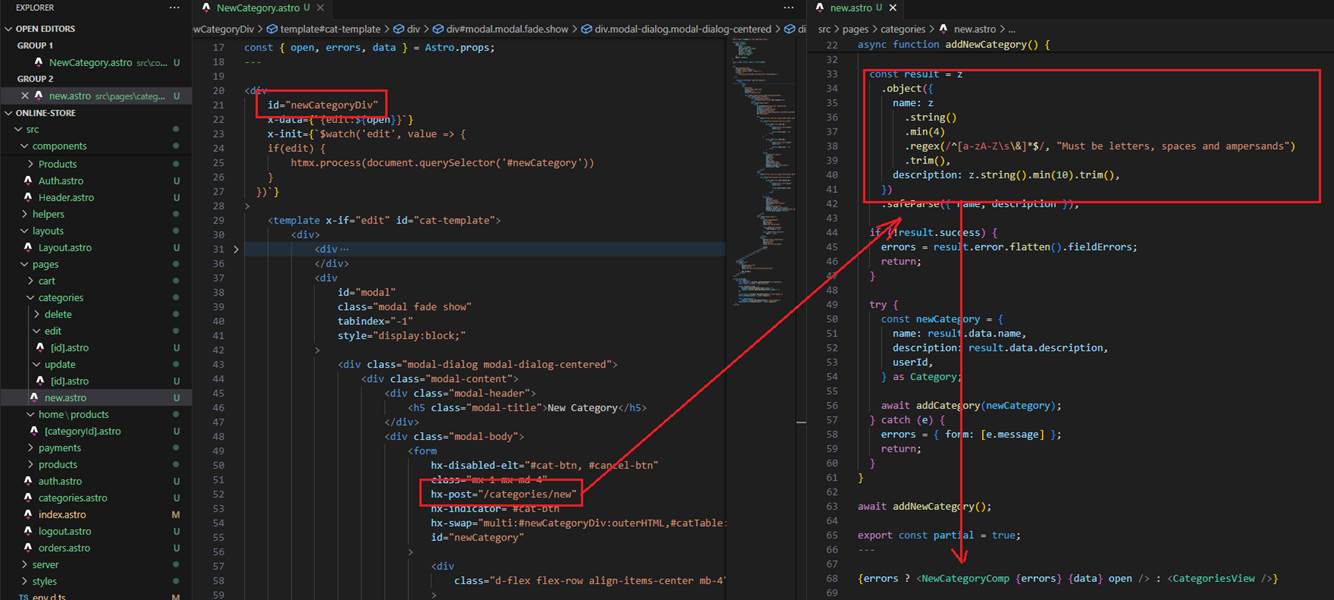 EXPLORER
OPEN EDITORS
GROUP 1
NewCategory.astro src\co... U
GROUP 2
new.astro src\pages\categ... U
ONLINE-STORE
src
components
Products
Auth.astro U
Header.astro U
helpers
layouts
Layout.astro U
pages
cart
categories
delete
edit
[id].astro U
update
[id].astro U
new.astro U
home \ products
[categoryId].astro U
payments
products
auth.astro U
categories.astro U
index.astro M
logout.astro U
orders.astro U
server
styles
env.d.ts M
NewCategory.astro U
wCategoryDiv > template#cat-template > div > div#modal.modal.fade.show > div.modal-dialog.modal-dialog-centered > di
17 const { open, errors, data } = Astro.props;
18 ---
19
20 <div
21 id="newCategoryDiv"
22 x-data={`{edit:${open}}`}
23 x-init={`$watch('edit', value => {
24 if(edit) {
25 htmx.process(document.querySelector('#newCategory'))
26 }
27 })`}
28 >
29 <template x-if="edit" id="cat-template">
30 <div>
31 <div ...
36 </div>
37 <div
38 id="modal"
39 class="modal fade show"
40 tabindex="-1"
41 style="display:block;"
42 >
43 <div class="modal-dialog modal-dialog-centered">
44 <div class="modal-content">
45 <div class="modal-header">
46 <h5 class="modal-title">New Category</h5>
47 </div>
48 <div class="modal-body">
49 <form
50 hx-disabled-elt="#cat-btn, #cancel-btn"
51 class="mx-1 mx-md-4"
52 hx-post="/categories/new"
53 hx-indicator="#cat-btn
54 hx-swap="multi:#newCategoryDiv:outerHTML,#catTable:
55 id="newCategory"
56 >
57 <div
58 class="d-flex flex-row align-items-center mb-4"
59 >
new.astro U
src > pages > categories > new.astro > ...
22 async function addNewCategory() {
32
33 const result = z
34 .object({
35 name: z
36 .string()
37 .min(4)
38 .regex(/^[a-zA-Z\s\&]*$/, "Must be letters, spaces and ampersands")
39 .trim(),
40 description: z.string().min(10).trim(),
41 })
42 .safeParse({ name, description });
43
44 if (!result.success) {
45 errors = result.error.flatten().fieldErrors;
46 return;
47 }
48
49 try {
50 const newCategory = {
51 name: result.data.name,
52 description: result.data.description,
53 userId,
54 } as Category;
55
56 await addCategory(newCategory);
57 } catch (e) {
58 errors = { form: [e.message] };
59 return;
60 }
61 }
62
63 await addNewCategory();
64
65 export const partial = true;
66 ---
67
68 {errors ? <NewCategoryComp {errors} {data} open /> : <CategoriesView />}
69